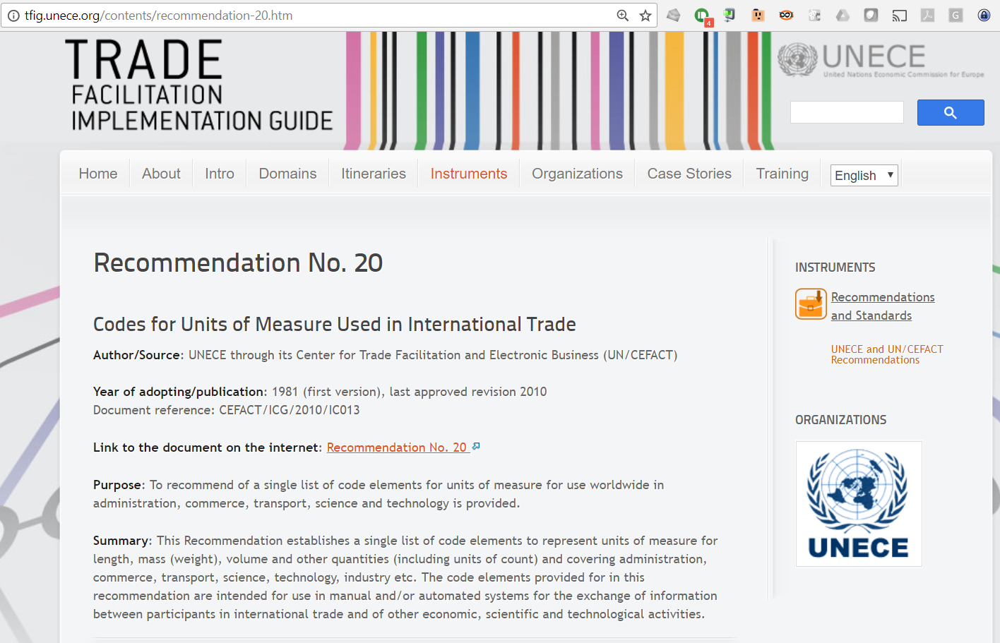 tfig.unece.org/contents/recommendation-20.htm
4
G
TRADE
FACILITATION
IMPLEMENTATION GUIDE
UNECE
United Nations Economic Commission for Europe
Home
About
Intro
Domains
Itineraries
Instruments
Organizations
Case Stories
Training
English
Recommendation No. 20
Codes for Units of Measure Used in International Trade
Author/Source: UNECE through its Center for Trade Facilitation and Electronic Business (UN/CEFACT)
Year of adopting/publication: 1981 (first version), last approved revision 2010
Document reference: CEFACT/ICG/2010/IC013
Link to the document on the internet: Recommendation No. 20
Purpose: To recommend of a single list of code elements for units of measure for use worldwide in
administration, commerce, transport, science and technology is provided.
Summary: This Recommendation establishes a single list of code elements to represent units of measure for
length, mass (weight), volume and other quantities (including units of count) and covering administration,
commerce, transport, science, technology, industry etc. The code elements provided for in this
recommendation are intended for use in manual and/or automated systems for the exchange of information
between participants in international trade and of other economic, scientific and technological activities.
INSTRUMENTS
Recommendations
and Standards
UNECE and UN/CEFACT
Recommendations
ORGANIZATIONS
UNECE